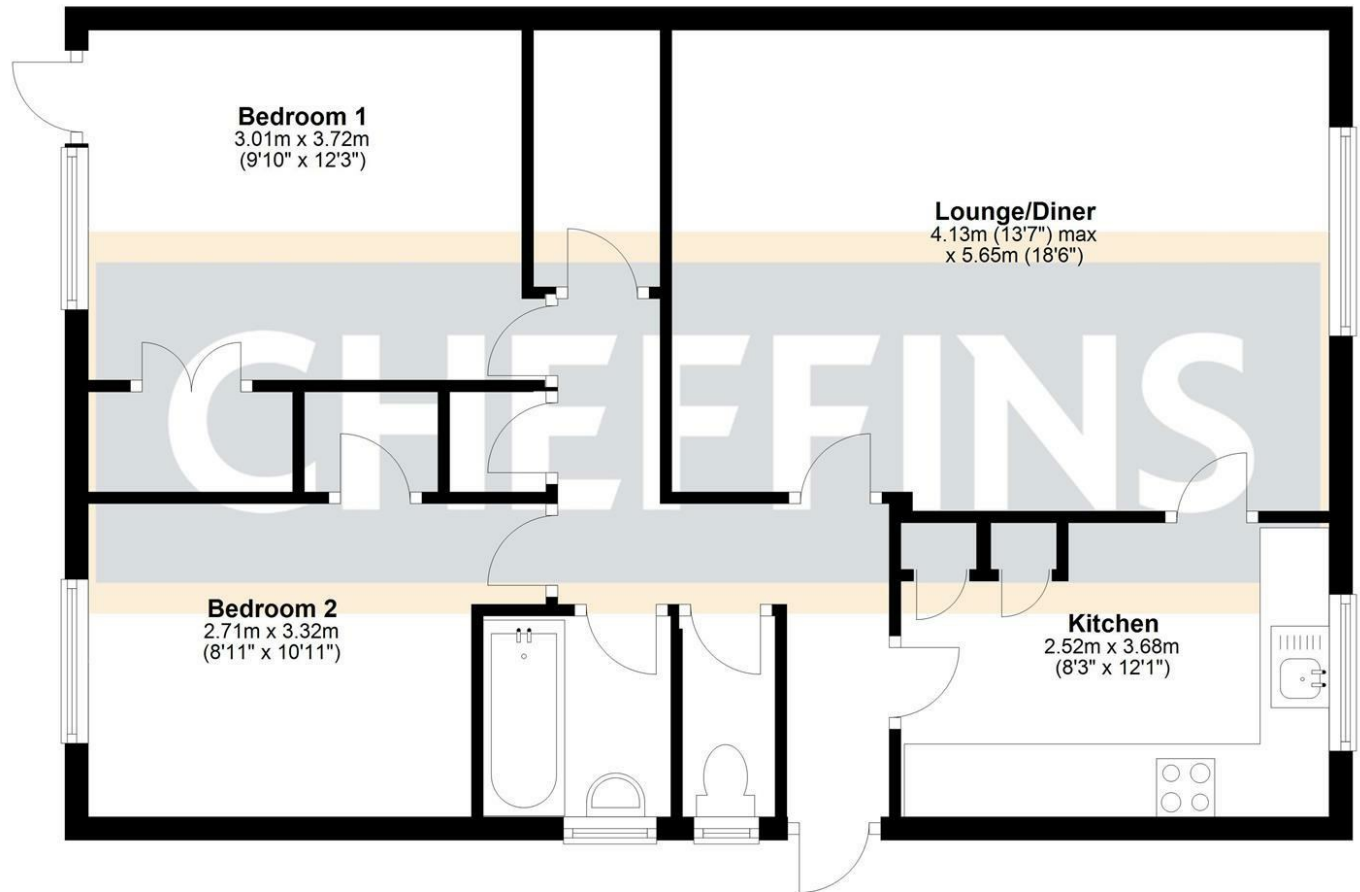 Bedroom 1
3.01m x 3.72m
(9'10" x 12'3")
Lounge/Diner
4.13m (13'7") max
x 5.65m (18'6")
CHEFFINS
Bedroom 2
2.71m x 3.32m
(8'11" x 10'11")
Kitchen
2.52m x 3.68m
(8'3" x 12'1")